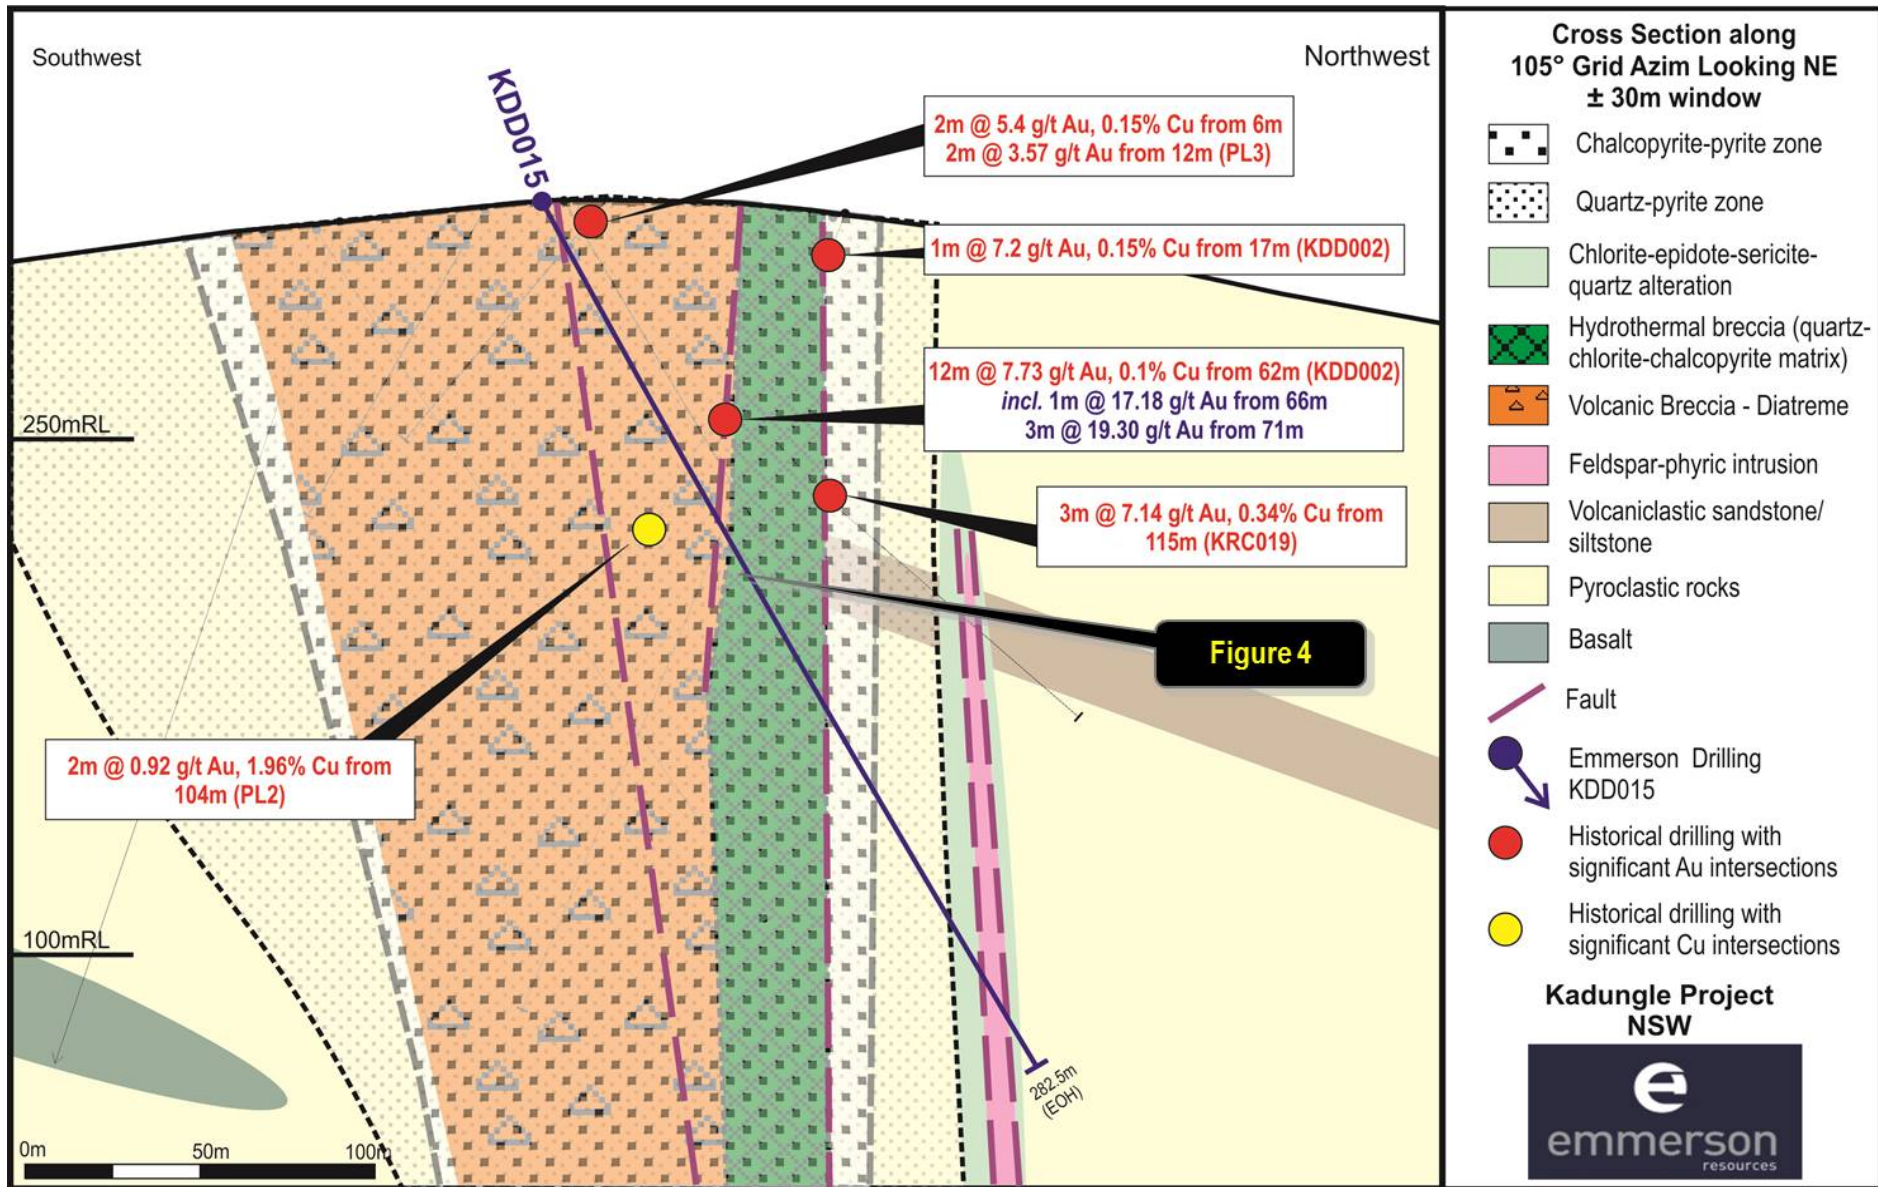 Southwest
Northwest
KDD015
2m @ 5.4 g/t Au, 0.15% Cu from 6m
2m @ 3.57 g/t Au from 12m (PL3)
1m @ 7.2 g/t Au, 0.15% Cu from 17m (KDD002)
12m @ 7.73 g/t Au, 0.1% Cu from 62m (KDD002)
incl. 1m @ 17.18 g/t Au from 66m
3m @ 19.30 g/t Au from 71m
250mRL
3m @ 7.14 g/t Au, 0.34% Cu from
115m (KRC019)
Figure 4
2m @ 0.92 g/t Au, 1.96% Cu from
104m (PL2)
100mRL
282.5m
(EOH)
0m
50m
100m
Cross Section along
105° Grid Azim Looking NE
± 30m window
Chalcopyrite-pyrite zone
Quartz-pyrite zone
Chlorite-epidote-sericite-
quartz alteration
Hydrothermal breccia (quartz-
chlorite-chalcopyrite matrix)
Volcanic Breccia - Diatreme
Feldspar-phyric intrusion
Volcaniclastic sandstone/
siltstone
Pyroclastic rocks
Basalt
Fault
Emmerson Drilling
KDD015
Historical drilling with
significant Au intersections
Historical drilling with
significant Cu intersections
Kadungle Project
NSW
e
emmerson
resources